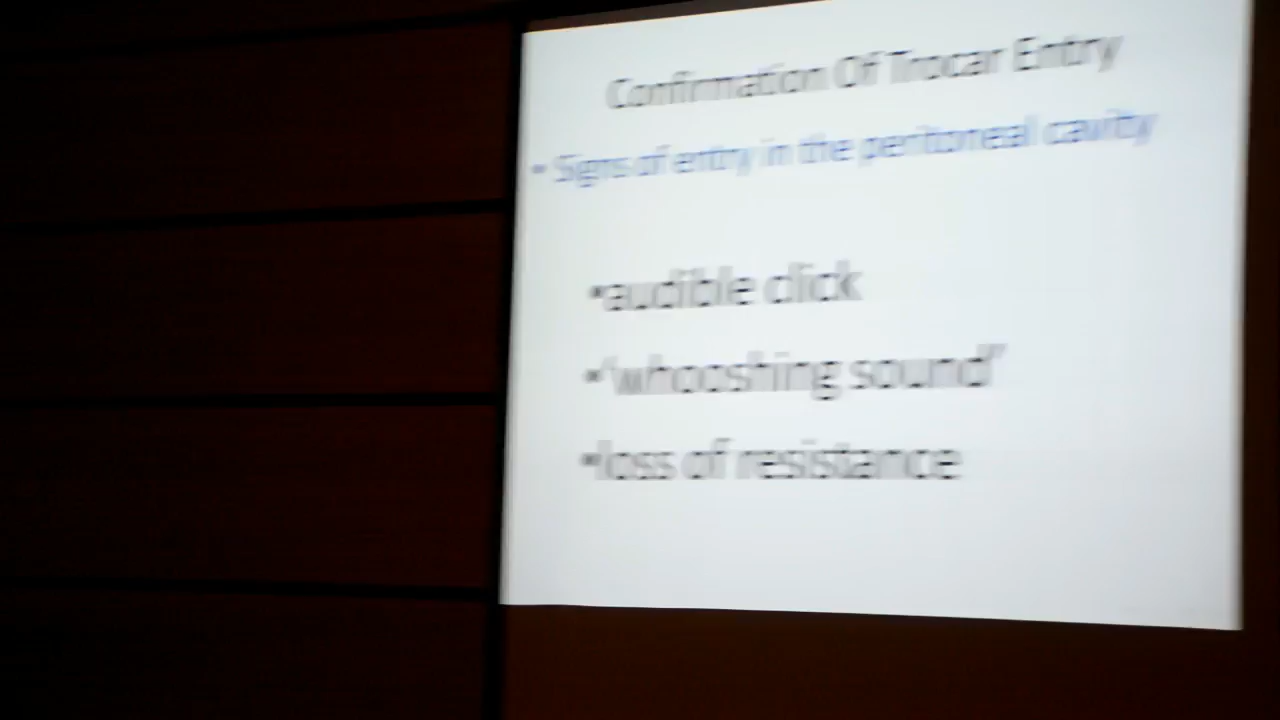 Confirmation Of Trocar Entry
• Signs of entry in the peritoneal cavity
•audible click
•'whooshing sound'
•loss of resistance